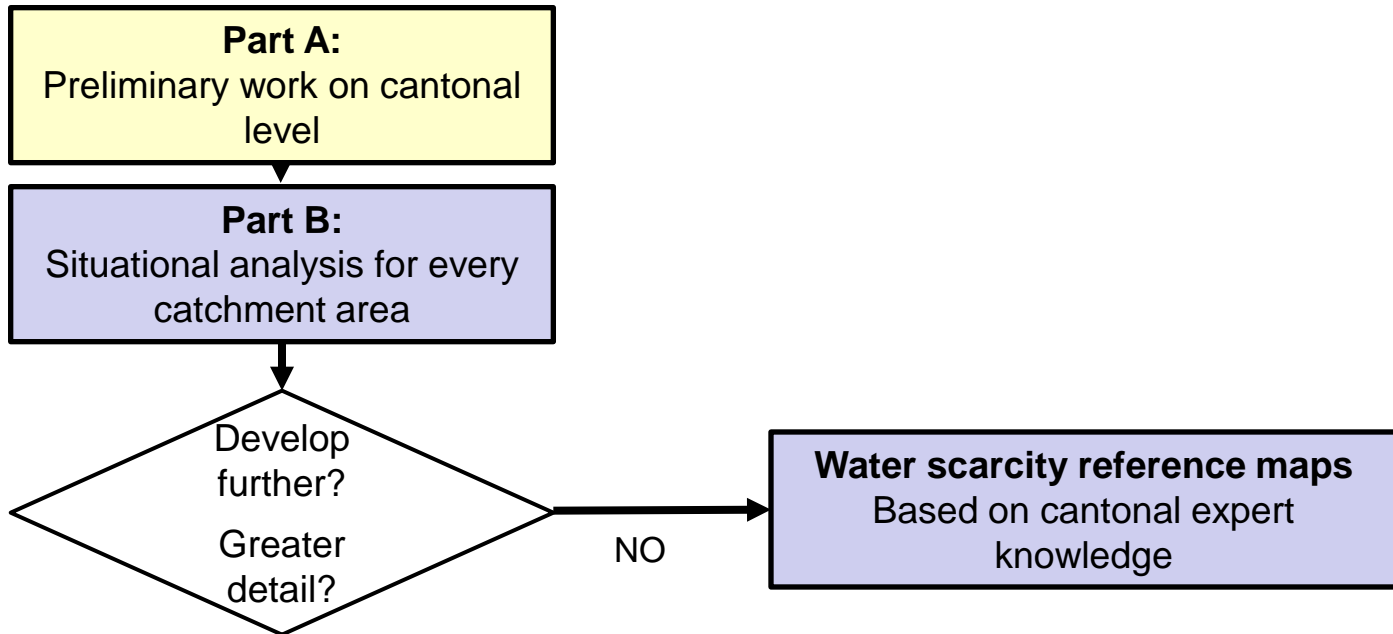 Part A:
Preliminary work on cantonal
level
Part B:
Situational analysis for every
catchment area
Develop
further?
Greater
detail?
NO
Water scarcity reference maps
Based on cantonal expert
knowledge